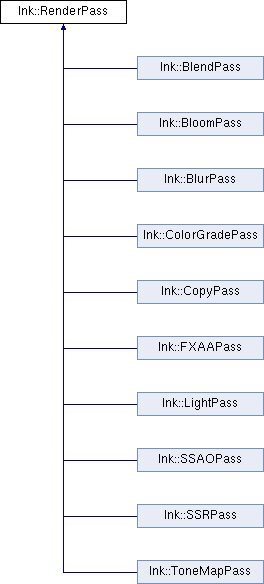 Ink::RenderPass
Ink::BlendPass
Ink::BloomPass
Ink::BlurPass
Ink::ColorGradePass
Ink::CopyPass
Ink::FXAAPass
Ink::LightPass
Ink::SSAOPass
Ink::SSRPass
Ink::ToneMapPass